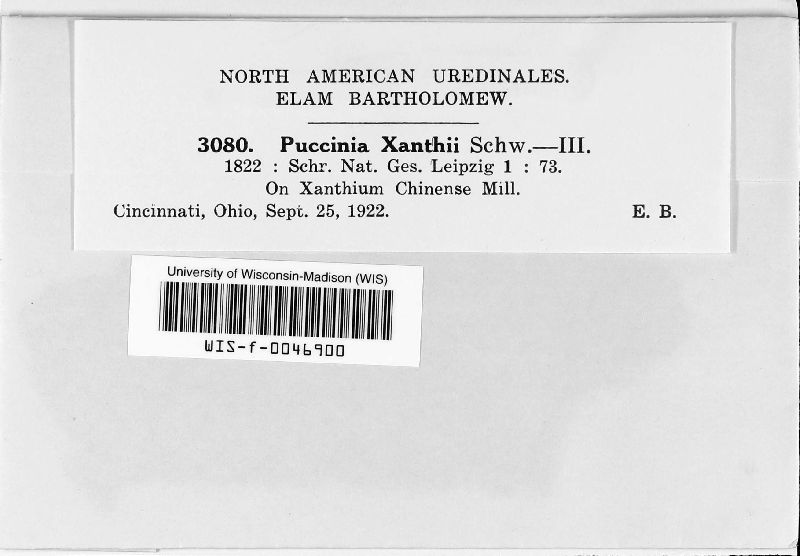 NORTH AMERICAN UREDINALES.
ELAM BARTHOLOMEW.
3080. Puccinia Xanthii Schw.—III.
1822 : Schr. Nat. Ges. Leipzig 1 : 73.
On Xanthium Chinense Mill.
Cincinnati, Ohio, Sept. 25, 1922. E. B.
University of Wisconsin-Madison (WIS)
WIS-f-0046900